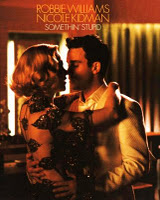 ROBBIE WILLIAMS
NICOLE KIDMAN
SOMETHIN' STUPID